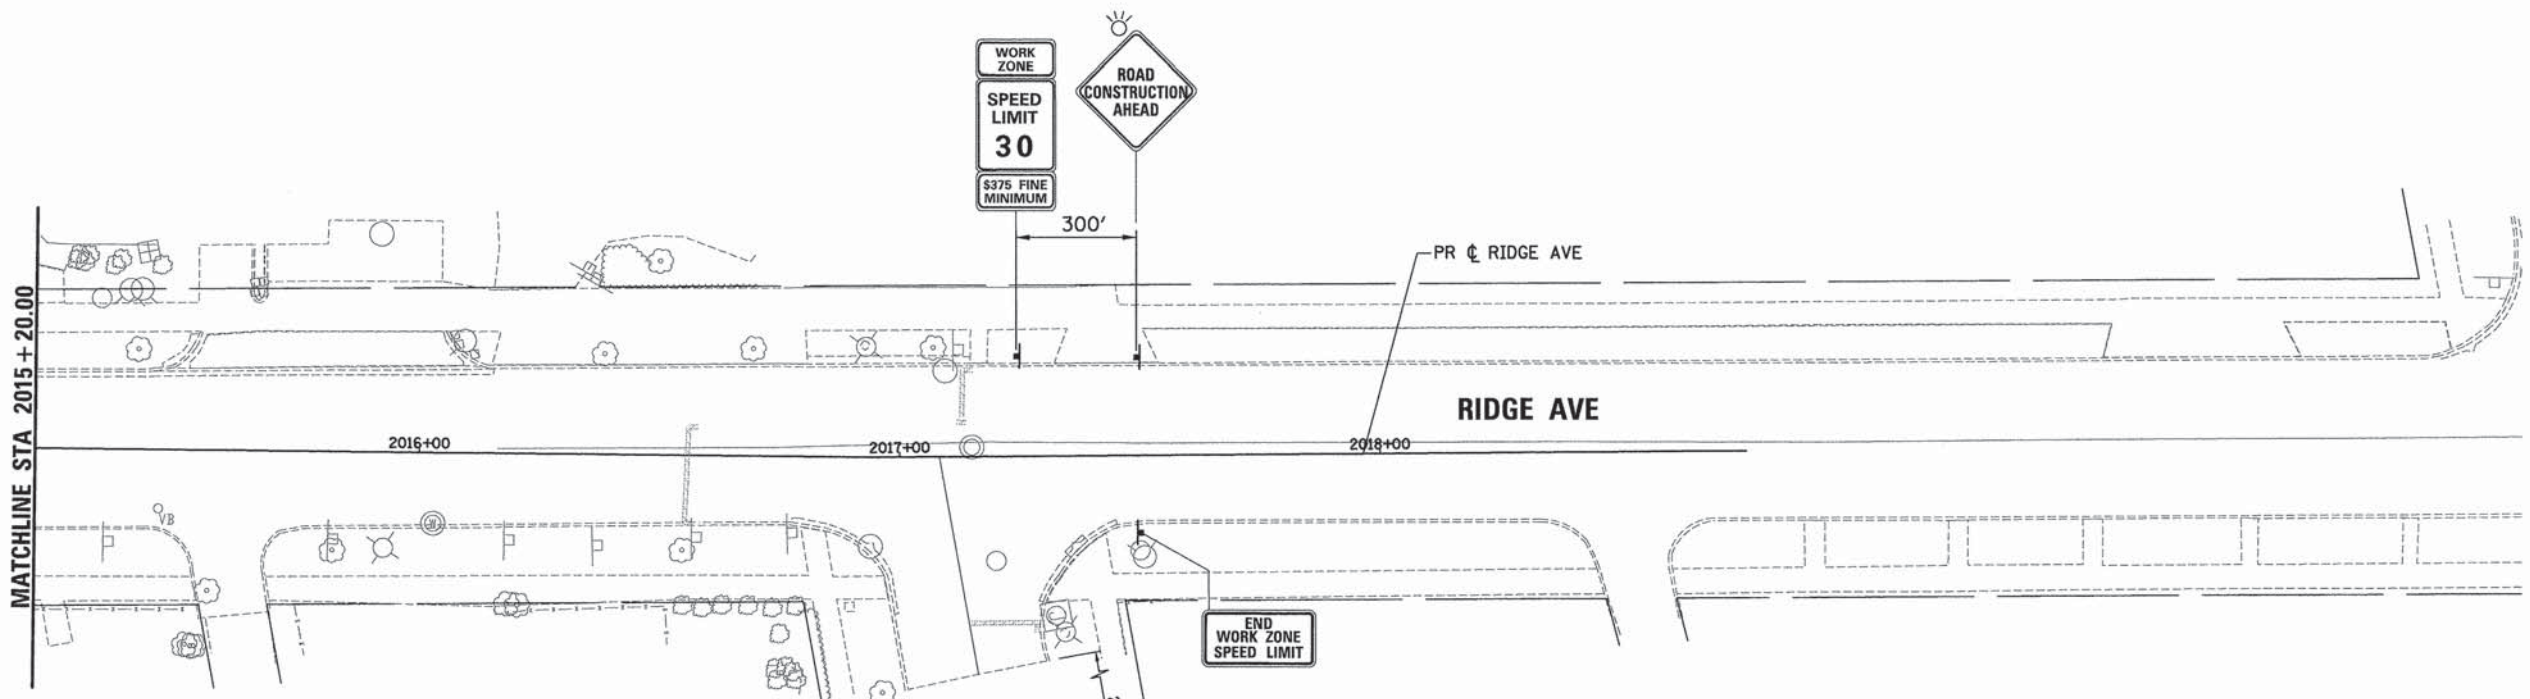 WORK
ZONE
SPEED
LIMIT
30
$375 FINE
MINIMUM
ROAD
CONSTRUCTION
AHEAD
300'
PR ℄ RIDGE AVE
MATCHLINE STA 2015+20.00
RIDGE AVE
2016+00
2017+00
2018+00
VB
W
END
WORK ZONE
SPEED LIMIT